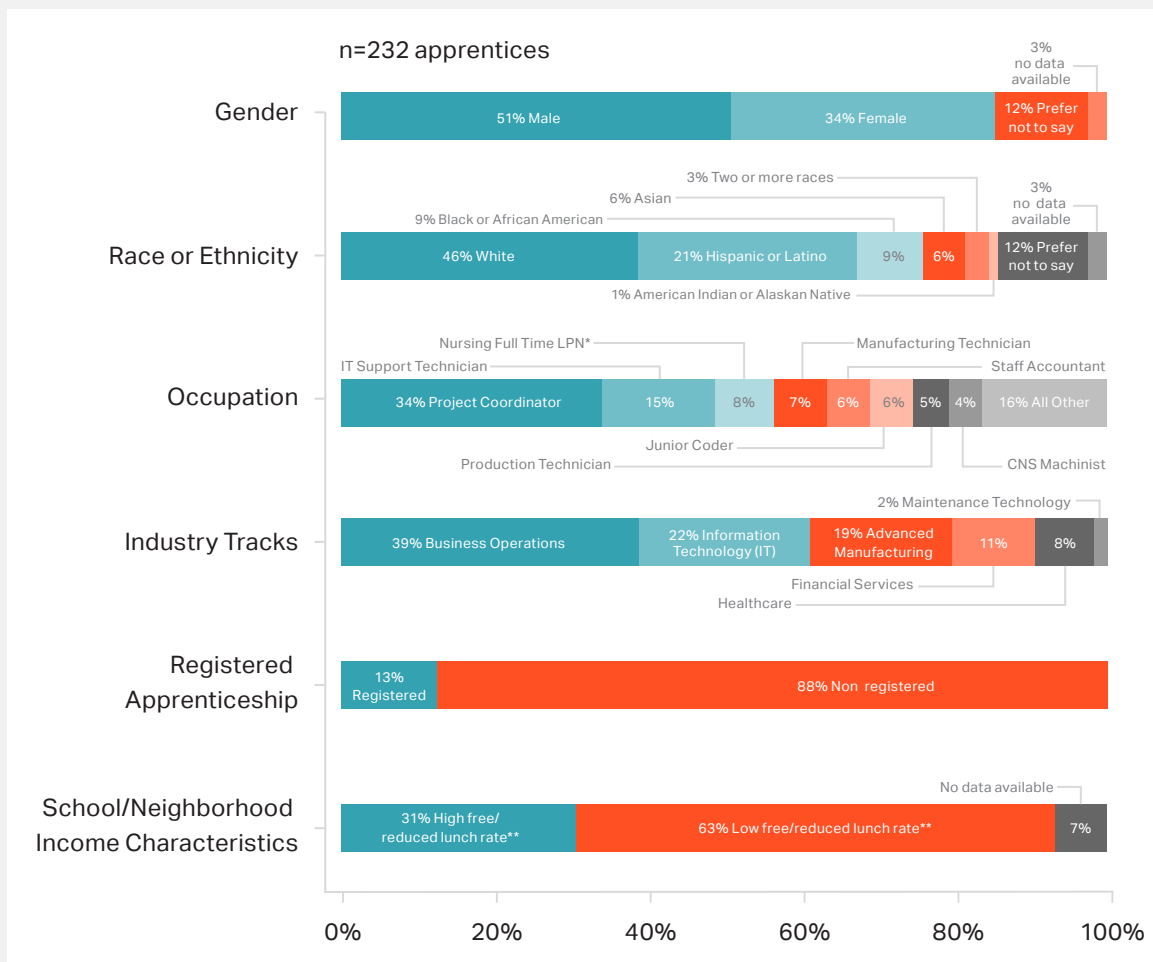 n=232 apprentices
3%
no data
available
Gender
51% Male
34% Female
12% Prefer
not to say
3% Two or more races
6% Asian
9% Black or African American
3%
no data
available
Race or Ethnicity
46% White
21% Hispanic or Latino
9%
6%
12% Prefer
not to say
1% American Indian or Alaskan Native
Nursing Full Time LPN*
Manufacturing Technician
IT Support Technician
Staff Accountant
Occupation
34% Project Coordinator
15%
8%
7%
6%
6%
5%
4%
16% All Other
Junior Coder
Production Technician
CNS Machinist
2% Maintenance Technology
Industry Tracks
39% Business Operations
22% Information
Technology (IT)
19% Advanced
Manufacturing
11%
8%
Financial Services
Healthcare
Registered
Apprenticeship
13%
Registered
88% Non registered
No data available
School/Neighborhood
Income Characteristics
31% High free/
reduced lunch rate**
63% Low free/reduced lunch rate**
7%
0%
20%
40%
60%
80%
100%